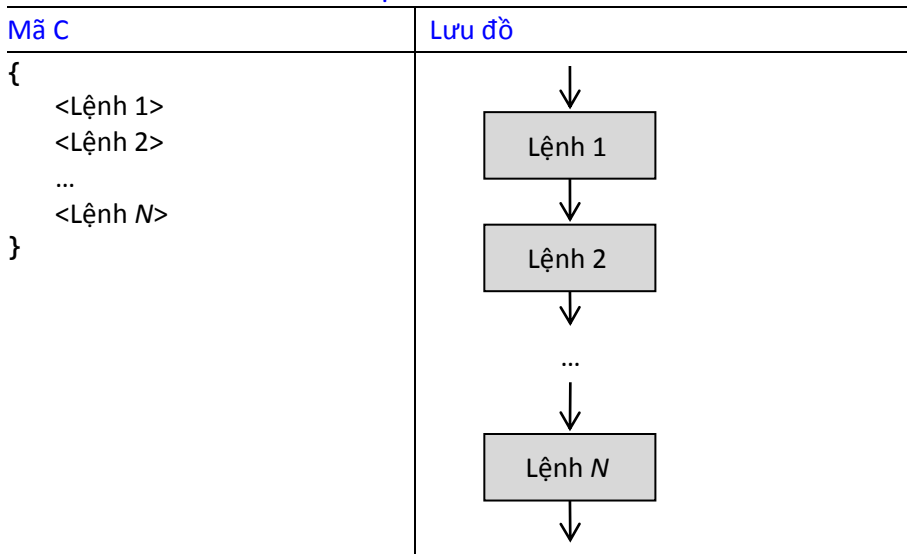 Mã C
Lưu đồ
{
<Lệnh 1>
<Lệnh 2>
...
<Lệnh N>
}
Lệnh 1
Lệnh 2
...
Lệnh N